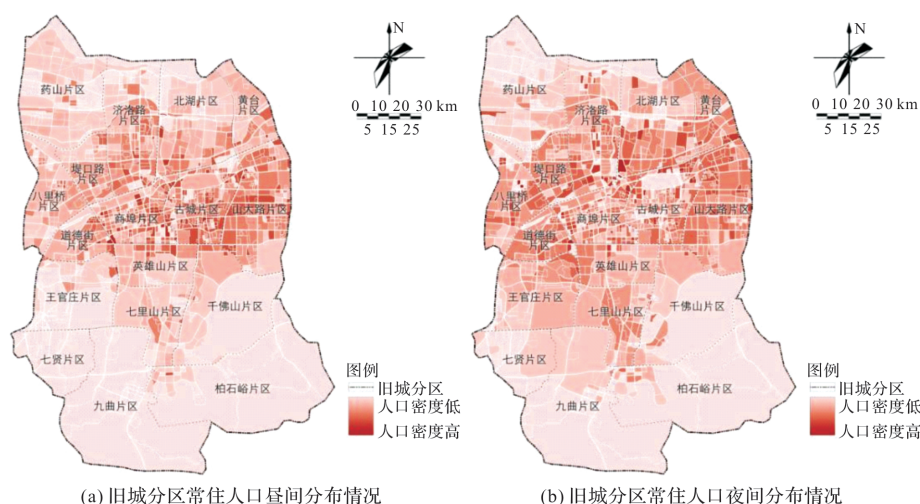 N
0 10 20 30 km
5 15 25
药山片区
济洛路
片区
北湖片区
黄台
片区
堤口路
片区
八里桥
片区
商埠片区
古城片区
山大路片区
道德街
片区
英雄山片区
王官庄片区
七里山片区
千佛山片区
七贤片区
九曲片区
柏石峪片区
图例
旧城分区
人口密度低
人口密度高
(a) 旧城分区常住人口昼间分布情况
N
0 10 20 30 km
5 15 25
药山片区
济洛路
片区
北湖片区
黄台
片区
堤口路
片区
八里桥
片区
商埠片区
古城片区
山大路片区
道德街
片区
英雄山片区
王官庄片区
七里山片区
千佛山片区
七贤片区
九曲片区
柏石峪片区
图例
旧城分区
人口密度低
人口密度高
(b) 旧城分区常住人口夜间分布情况